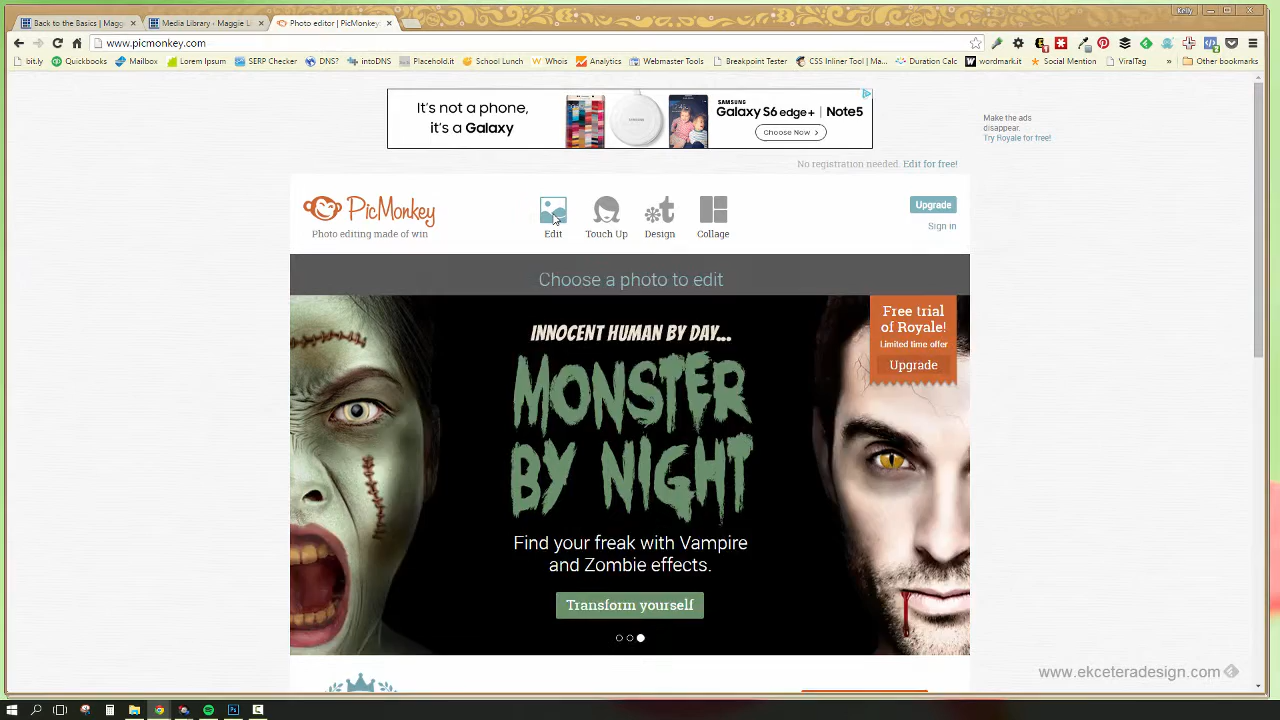 Back to the Basics | Magg
Media Library - Maggie L
Photo editor | PicMonkey:
Kelly
www.picmonkey.com
bit.ly
Quickbooks
Mailbox
Lorem Ipsum
SERP Checker
DNS?
intoDNS
Placehold.it
School Lunch
Whois
Analytics
Webmaster Tools
Breakpoint Tester
CSS Inliner Tool | Ma...
Duration Calc
wordmark.it
Social Mention
ViralTag
»
Other bookmarks
It's not a phone,
it's a Galaxy
SAMSUNG
Galaxy S6 edge+ | Note5
Choose Now >
Make the ads
disappear.
Try Royale for free!
No registration needed. Edit for free!
PicMonkey
Photo editing made of win
Edit
Touch Up
Design
Collage
Upgrade
Sign in
Choose a photo to edit
INNOCENT HUMAN BY DAY...
MONSTER
BY NIGHT
Find your freak with Vampire
and Zombie effects.
Transform yourself
Free trial
of Royale!
Limited time offer
Upgrade
www.ekceteradesign.com